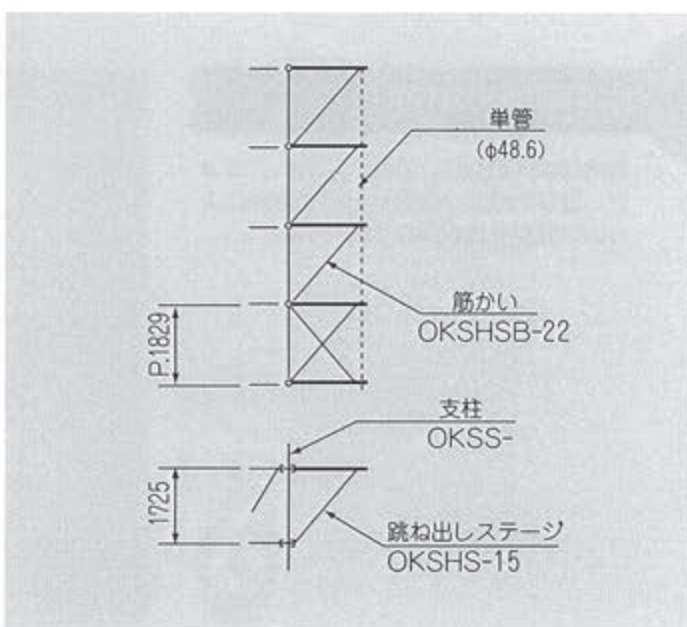 単管
(φ48.6)
筋かい
OKSHSB-22
P.1829
支柱
OKSS-
1725
跳ね出しステージ
OKSHS-15